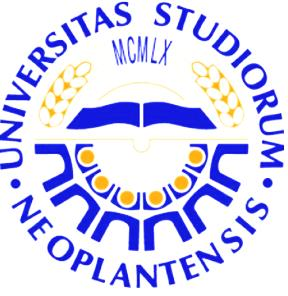 UNIVERSITAS STUDIORUM
MCMLX
• NEOPLANTENSIS •